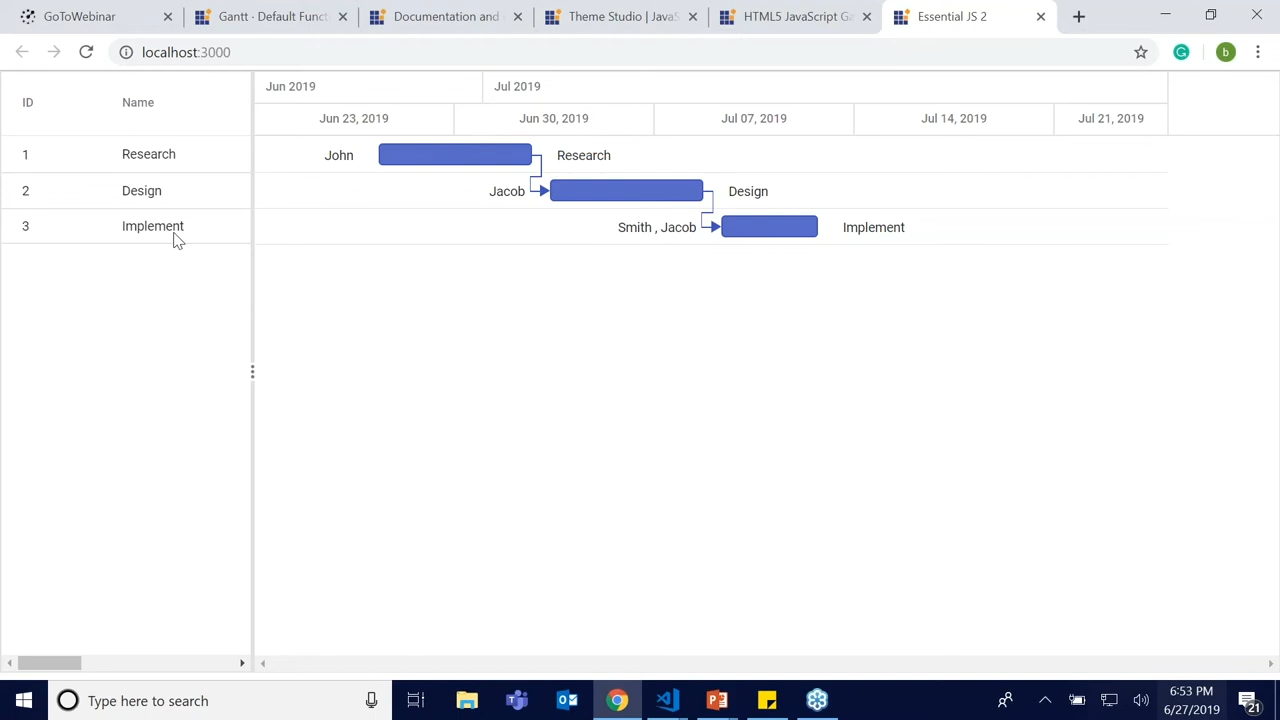 GoToWebinar
Gantt · Default Funct
Documentation and
Theme Studio | JavaS
HTML5 JavaScript Ga
Essential JS 2
localhost:3000
b
ID Name
Jun 2019 Jul 2019
Jun 23, 2019 Jun 30, 2019 Jul 07, 2019 Jul 14, 2019 Jul 21, 2019
1 Research John Research
2 Design Jacob Design
3 Implement Smith , Jacob Implement
Type here to search
6:53 PM
6/27/2019
21